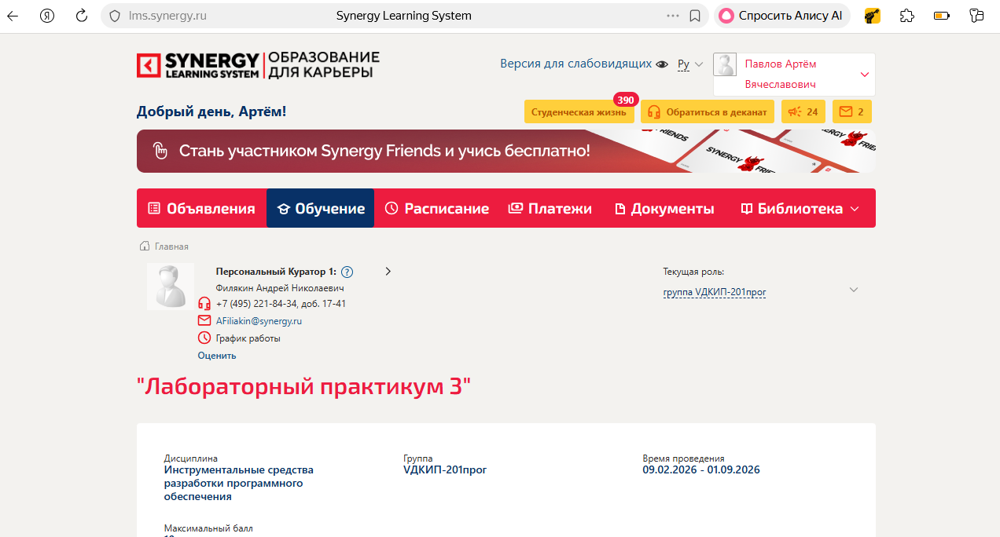 lms.synergy.ru
Synergy Learning System
Спросить Алису AI
SYNERGY
LEARNING SYSTEM
ОБРАЗОВАНИЕ
ДЛЯ КАРЬЕРЫ
Версия для слабовидящих
Ру
Павлов Артём
Вячеславович
Добрый день, Артём!
Студенческая жизнь
390
Обратиться в деканат
24
2
Стань участником Synergy Friends и учись бесплатно!
SYNERGY
Объявления
Обучение
Расписание
Платежи
Документы
Библиотека
Главная
Персональный Куратор 1:
Филякин Андрей Николаевич
+7 (495) 221-84-34, доб. 17-41
AFiliakin@synergy.ru
График работы
Оценить
Текущая роль:
группа VДКИП-201прог
"Лабораторный практикум 3"
Дисциплина
Инструментальные средства
разработки программного
обеспечения
Группа
VДКИП-201прог
Время проведения
09.02.2026 - 01.09.2026
Максимальный балл